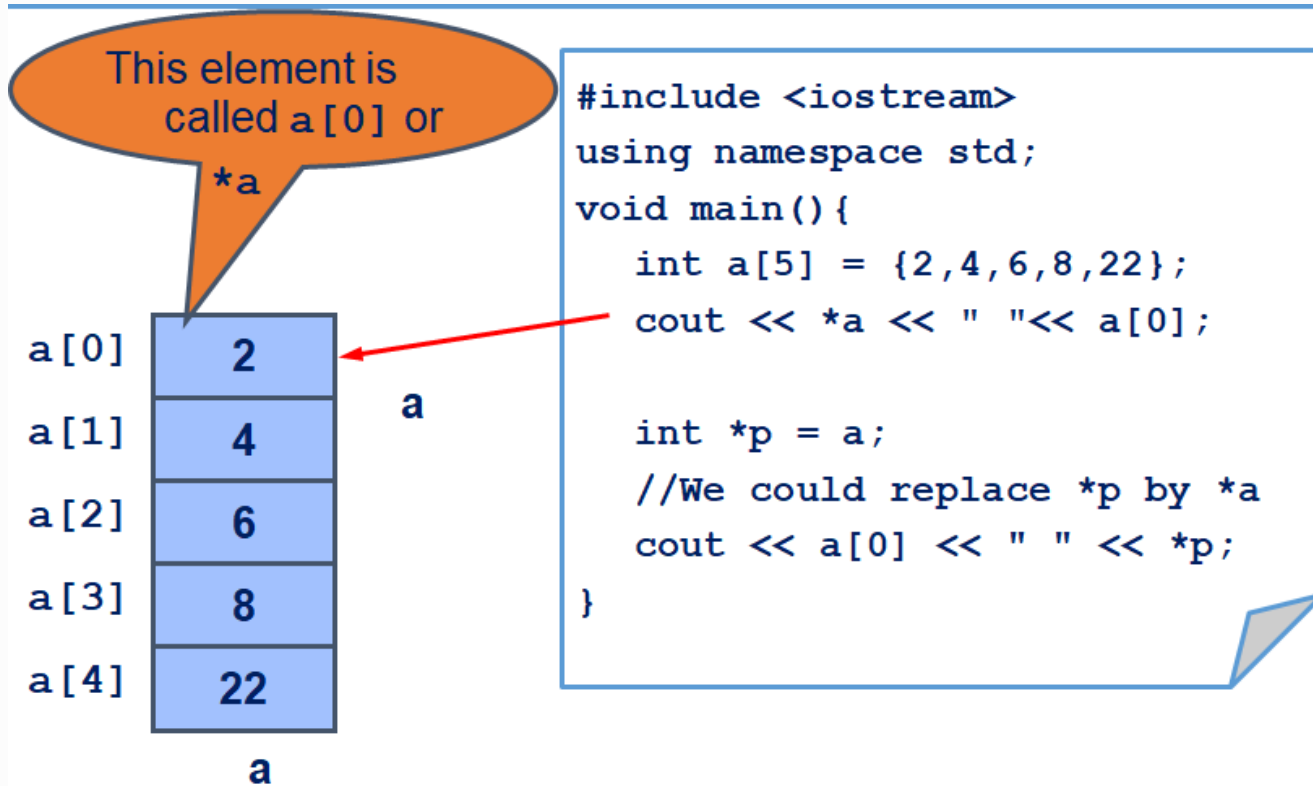 This element is
called a[0] or
*a
a[0] 2
a[1] 4
a[2] 6
a[3] 8
a[4] 22
a
a
#include <iostream>
using namespace std;
void main(){
int a[5] = {2,4,6,8,22};
cout << *a << " "<< a[0];
int *p = a;
//We could replace *p by *a
cout << a[0] << " " << *p;
}